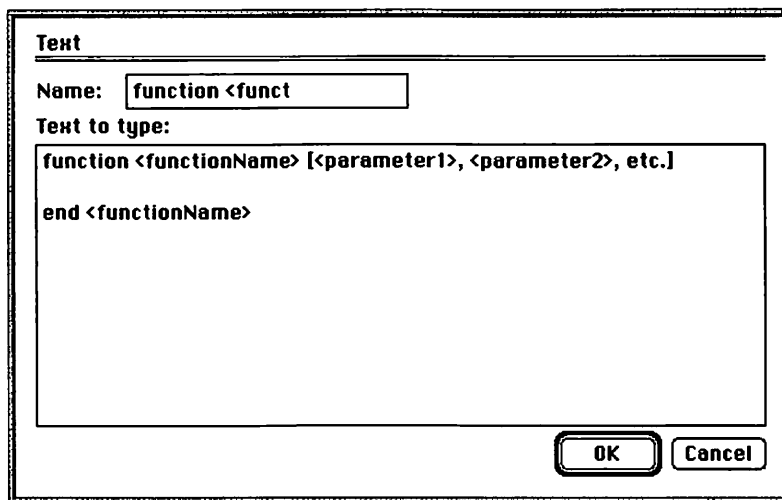 Text
Name: function <funct
Text to type:
function <functionName> [<parameter1>, <parameter2>, etc.]
end <functionName>
OK Cancel